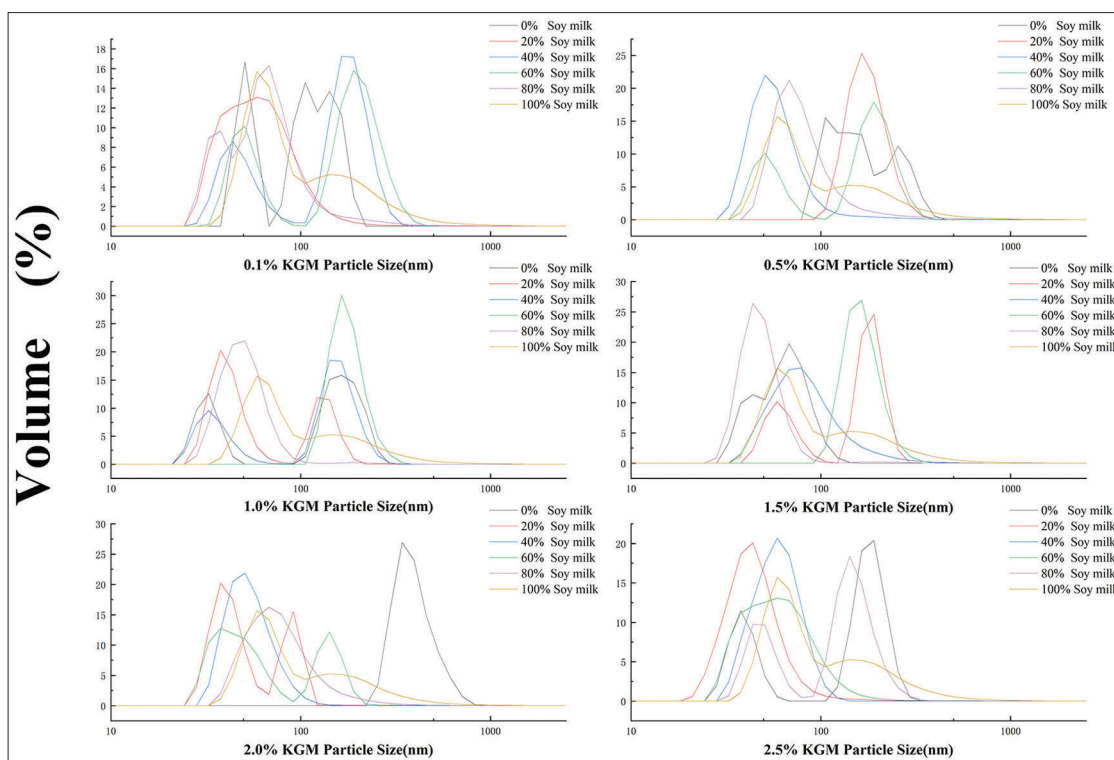 Volume (%)
0% Soy milk
20% Soy milk
40% Soy milk
60% Soy milk
80% Soy milk
100% Soy milk
18
16
14
12
10
8
6
4
2
0
10
100
1000
0.1% KGM Particle Size(nm)
0% Soy milk
20% Soy milk
40% Soy milk
60% Soy milk
80% Soy milk
100% Soy milk
25
20
15
10
5
0
10
100
1000
0.5% KGM Particle Size(nm)
0% Soy milk
20% Soy milk
40% Soy milk
60% Soy milk
80% Soy milk
100% Soy milk
30
25
20
15
10
5
0
10
100
1000
1.0% KGM Particle Size(nm)
0% Soy milk
20% Soy milk
40% Soy milk
60% Soy milk
80% Soy milk
100% Soy milk
30
25
20
15
10
5
0
10
100
1000
1.5% KGM Particle Size(nm)
0% Soy milk
20% Soy milk
40% Soy milk
60% Soy milk
80% Soy milk
100% Soy milk
30
25
20
15
10
5
0
10
100
1000
2.0% KGM Particle Size(nm)
0% Soy milk
20% Soy milk
40% Soy milk
60% Soy milk
80% Soy milk
100% Soy milk
20
15
10
5
0
10
100
1000
2.5% KGM Particle Size(nm)